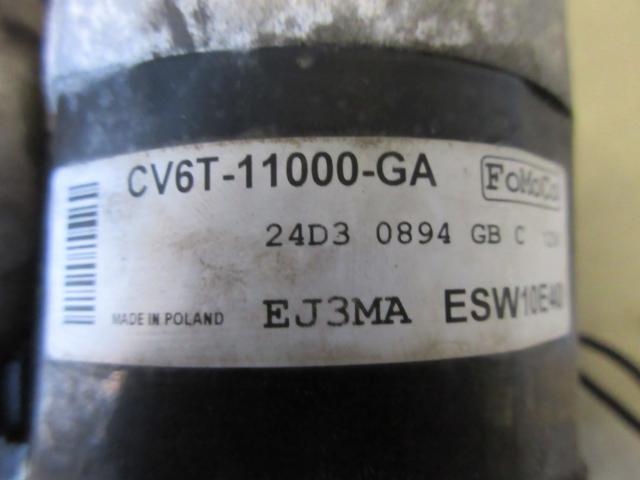 CV6T-11000-GA FoMoCo
24D3 0894 GB C
MADE IN POLAND EJ3MA ESW10E40